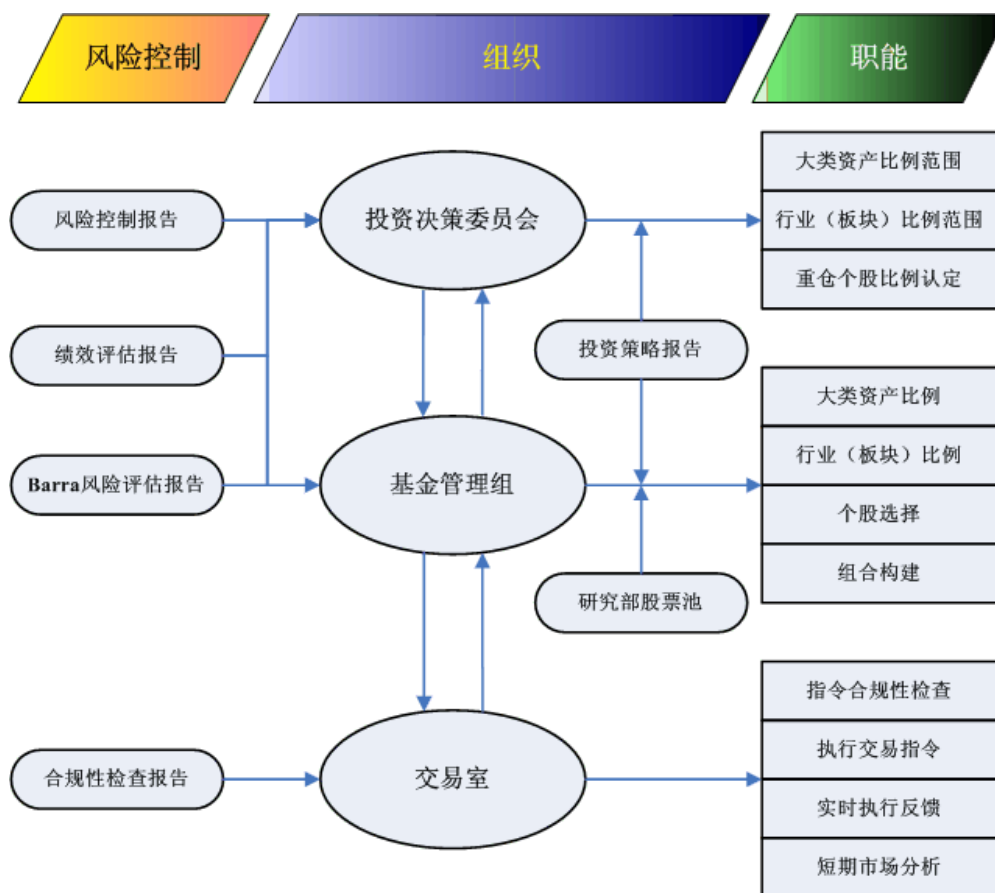 风险控制
组织
职能
大类资产比例范围
风险控制报告
投资决策委员会
行业（板块）比例范围
重仓个股比例认定
绩效评估报告
投资策略报告
大类资产比例
行业（板块）比例
Barra风险评估报告
基金管理组
个股选择
组合构建
研究部股票池
指令合规性检查
执行交易指令
合规性检查报告
交易室
实时执行反馈
短期市场分析